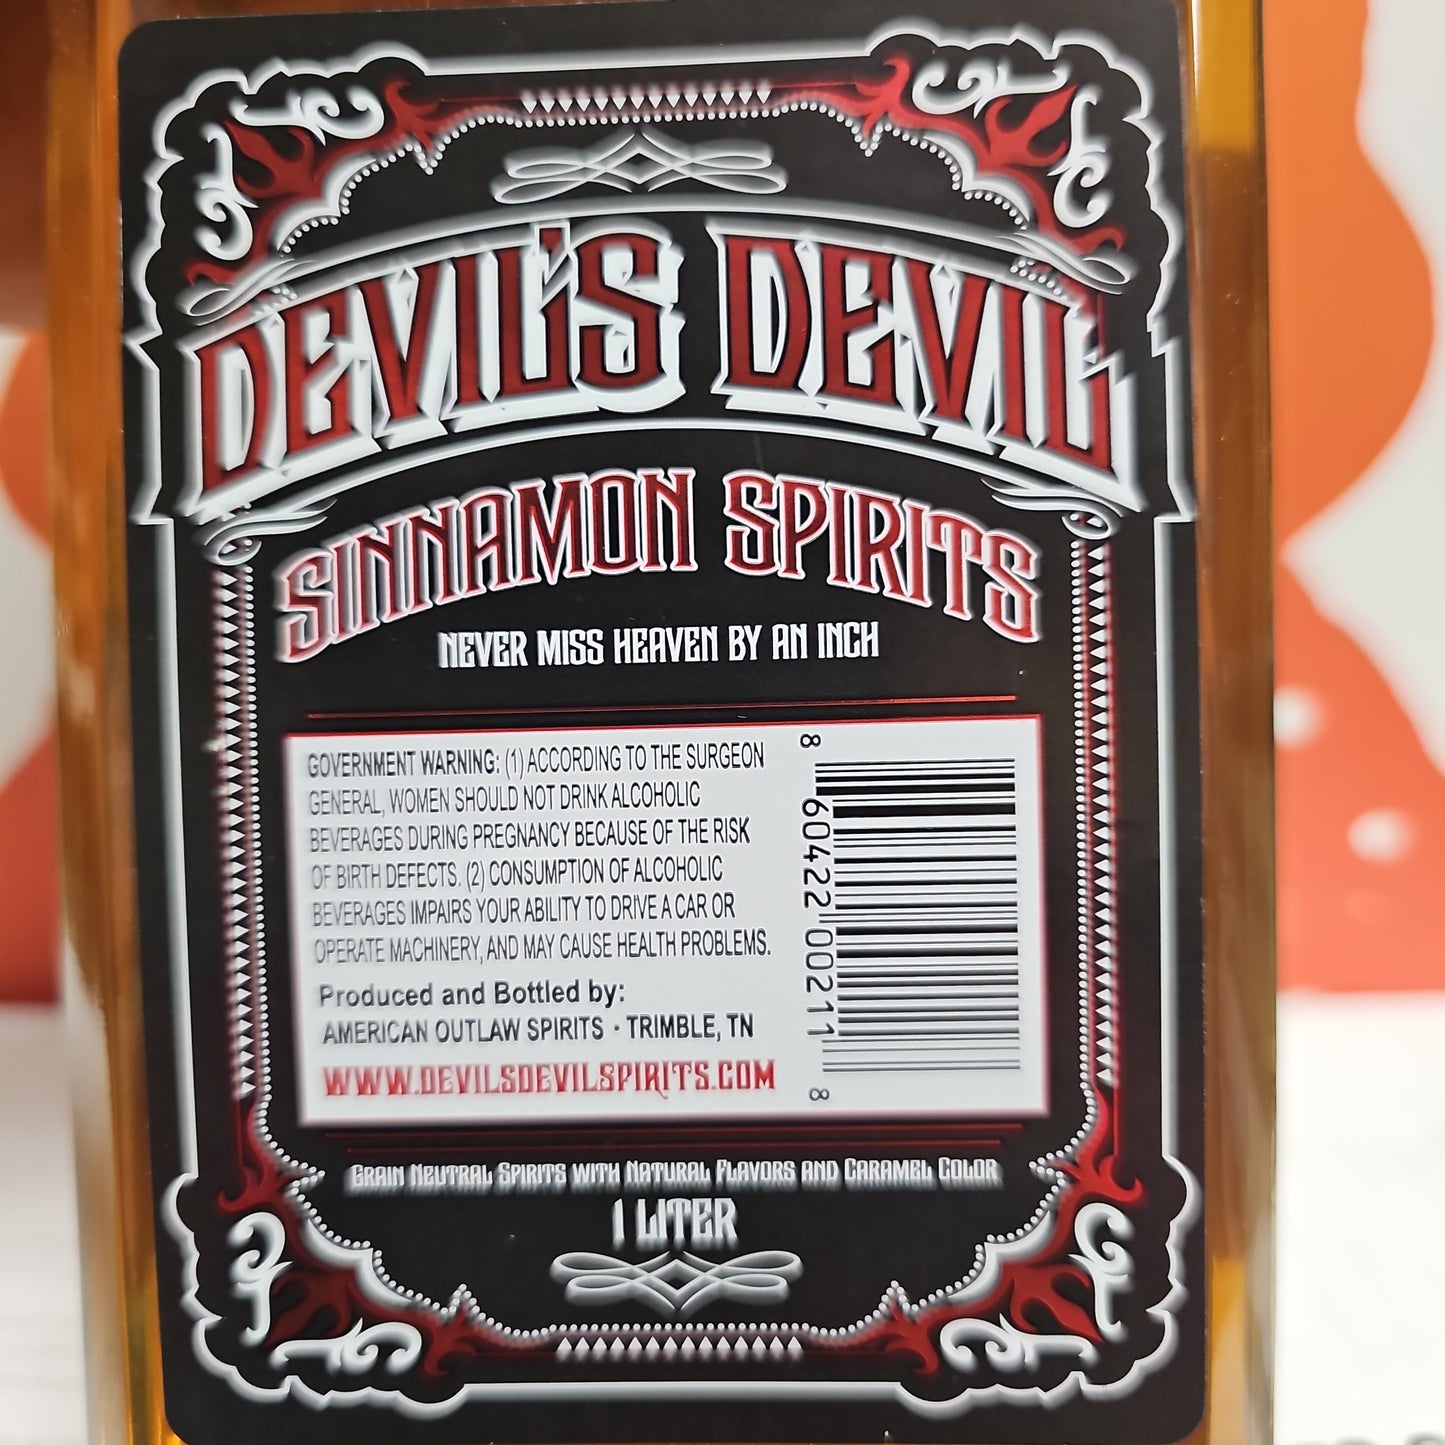 DEVIL'S DEVIL
SINNAMON SPIRITS
NEVER MISS HEAVEN BY AN INCH
GOVERNMENT WARNING: (1) ACCORDING TO THE SURGEON
GENERAL, WOMEN SHOULD NOT DRINK ALCOHOLIC
BEVERAGES DURING PREGNANCY BECAUSE OF THE RISK
OF BIRTH DEFECTS. (2) CONSUMPTION OF ALCOHOLIC
BEVERAGES IMPAIRS YOUR ABILITY TO DRIVE A CAR OR
OPERATE MACHINERY, AND MAY CAUSE HEALTH PROBLEMS.
Produced and Bottled by:
AMERICAN OUTLAW SPIRITS · TRIMBLE, TN
WWW.DEVILSDEVILSPIRITS.COM
8 60422 00211 8
GRAIN NEUTRAL SPIRITS WITH NATURAL FLAVORS AND CARAMEL COLOR
1 LITER